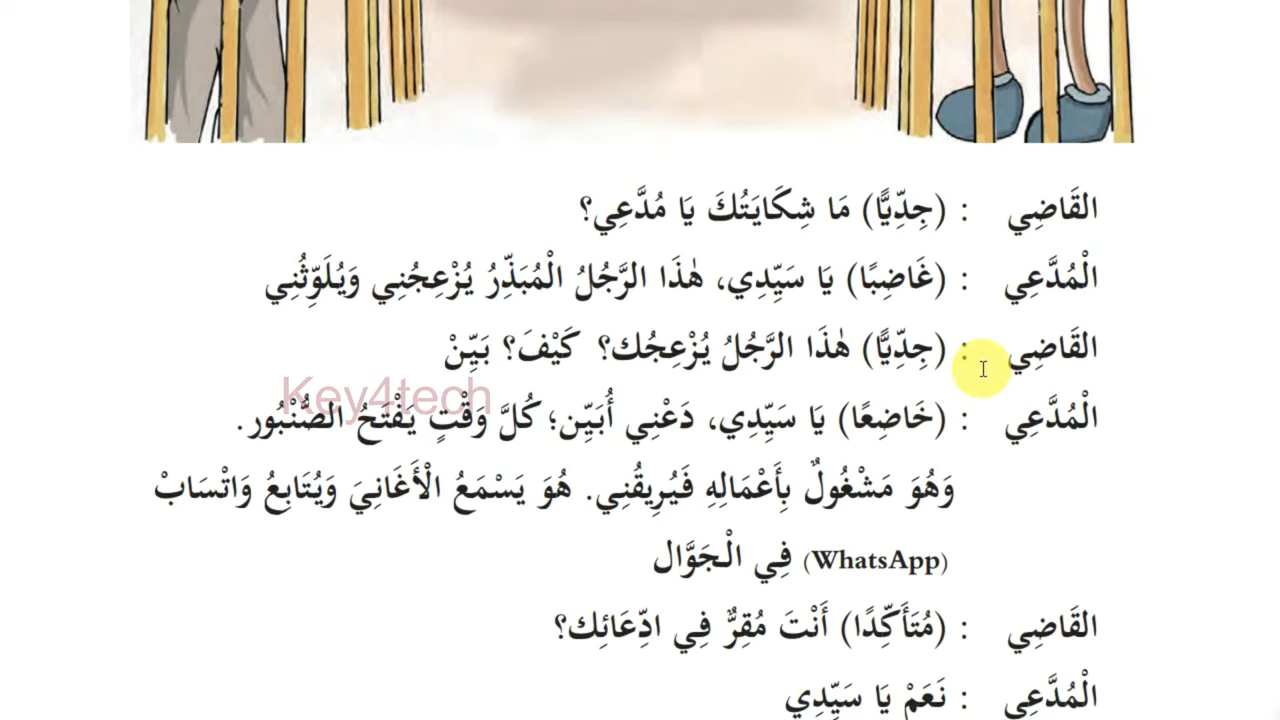 القَاضِي : (جِدِّيًّا) مَا شِكَايَتُكَ يَا مُدَّعِي؟
الْمُدَّعِي : (غَاضِبًا) يَا سَيِّدِي، هٰذَا الرَّجُلُ الْمُبَذِّرُ يُزْعِجُنِي وَيُلَوِّثُنِي
القَاضِي : (جِدِّيًّا) هٰذَا الرَّجُلُ يُزْعِجُك؟ كَيْفَ؟ بَيِّنْ
الْمُدَّعِي : (خَاضِعًا) يَا سَيِّدِي، دَعْنِي أُبَيِّن؛ كُلَّ وَقْتٍ يَفْتَحُ الصُّنْبُور.
وَهُوَ مَشْغُولٌ بِأَعْمَالِهِ فَيُرِيقُنِي. هُوَ يَسْمَعُ الْأَغَانِيَ وَيُتَابِعُ وَاتْسَابْ
(WhatsApp) فِي الْجَوَّال
القَاضِي : (مُتَأَكِّدًا) أَنْتَ مُقِرٌّ فِي ادِّعَائِك؟
الْمُدَّعِي : نَعَمْ يَا سَيِّدِي
Key4tech